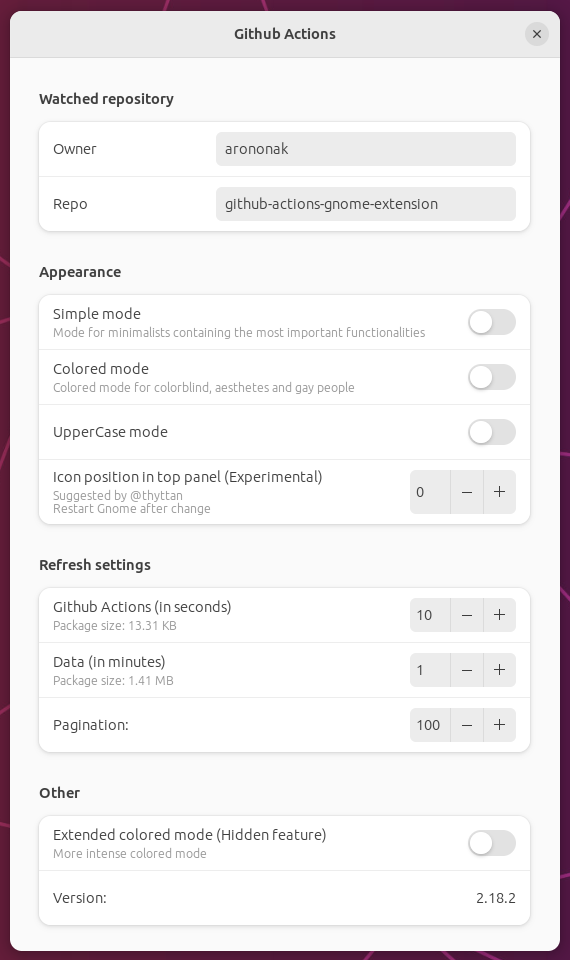 Github Actions
Watched repository
Owner
arononak
Repo
github-actions-gnome-extension
Appearance
Simple mode
Mode for minimalists containing the most important functionalities
Colored mode
Colored mode for colorblind, aesthetes and gay people
UpperCase mode
Icon position in top panel (Experimental)
Suggested by @thyttan
Restart Gnome after change
0
Refresh settings
Github Actions (in seconds)
Package size: 13.31 KB
10
Data (in minutes)
Package size: 1.41 MB
1
Pagination:
100
Other
Extended colored mode (Hidden feature)
More intense colored mode
Version:
2.18.2